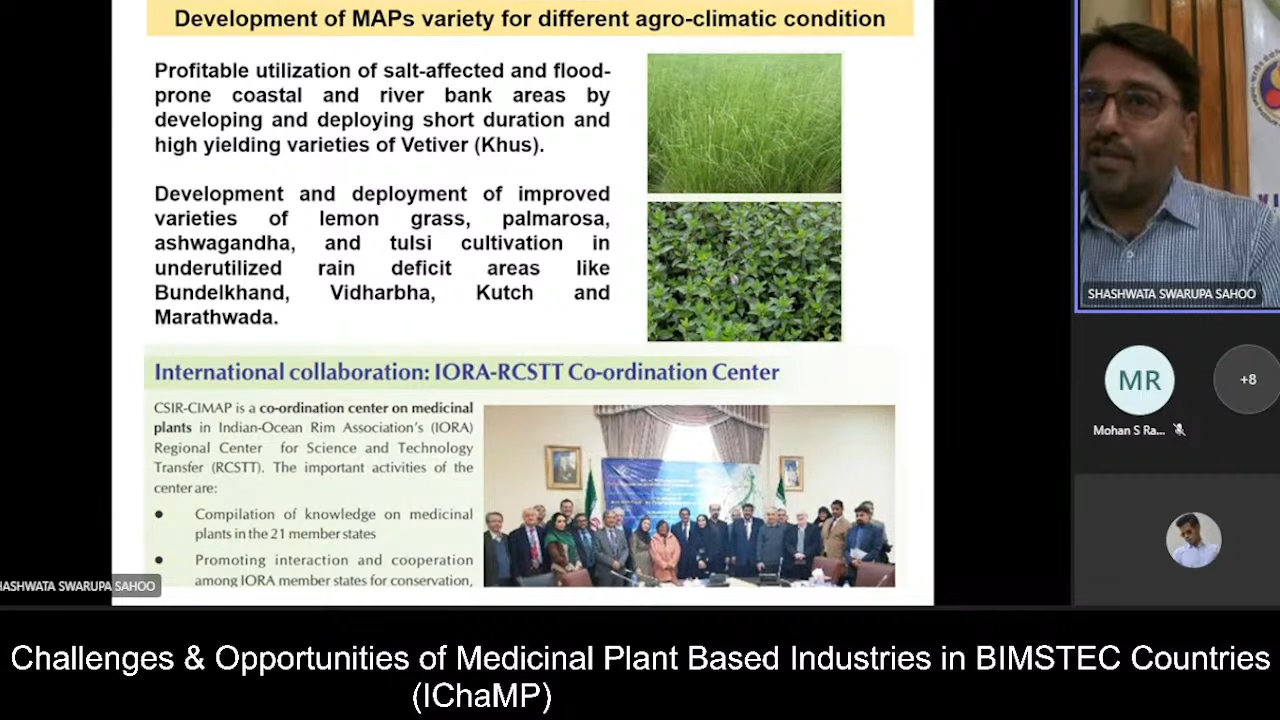 Development of MAPs variety for different agro-climatic condition
Profitable utilization of salt-affected and flood-
prone coastal and river bank areas by
developing and deploying short duration and
high yielding varieties of Vetiver (Khus).
Development and deployment of improved
varieties of lemon grass, palmarosa,
ashwagandha, and tulsi cultivation in
underutilized rain deficit areas like
Bundelkhand, Vidharbha, Kutch and
Marathwada.
International collaboration: IORA-RCSTT Co-ordination Center
CSIR-CIMAP is a co-ordination center on medicinal
plants in Indian-Ocean Rim Association's (IORA)
Regional Center for Science and Technology
Transfer (RCSTT). The important activities of the
center are:
• Compilation of knowledge on medicinal
plants in the 21 member states
• Promoting interaction and cooperation
among IORA member states for conservation,
HASHWATA SWARUPA SAHOO
SHASHWATA SWARUPA SAHOO
MR
+8
Mohan S Ra...
Challenges & Opportunities of Medicinal Plant Based Industries in BIMSTEC Countries
(IChaMP)